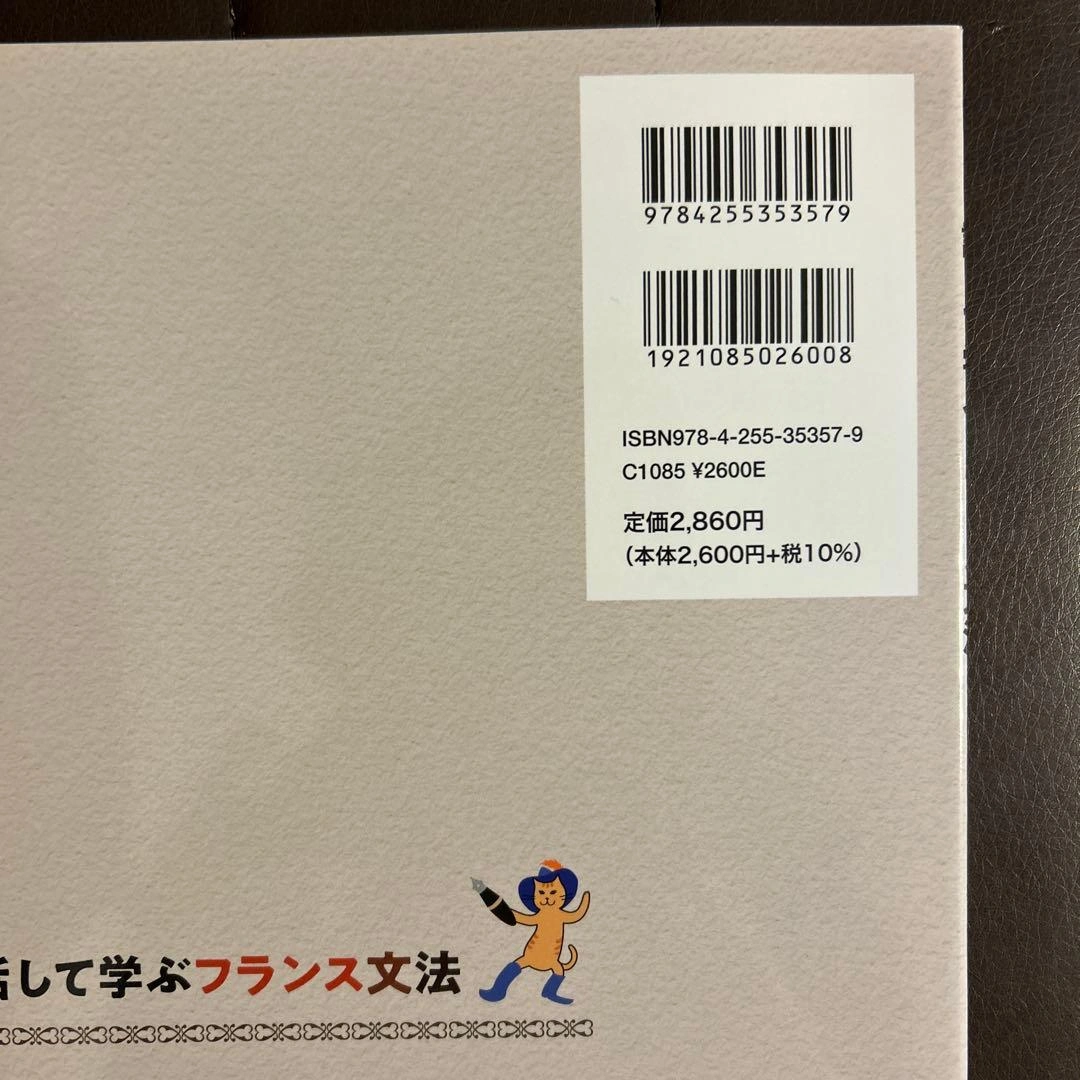 9784255353579
1921085026008
ISBN978-4-255-35357-9
C1085 ¥2600E
定価2,860円
(本体2,600円+税10%)
して学ぶフランス文法